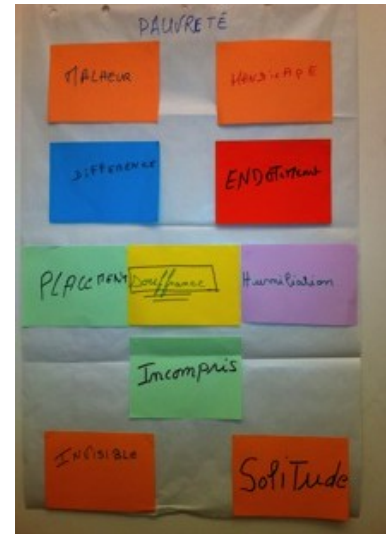 PAUVRETÉ
MALHEUR
HANDICAPE
DIFFERENCE
ENDETTEMENT
PLACEMENT
Souffrance
Humiliation
Incompris
INVISIBLE
Solitude